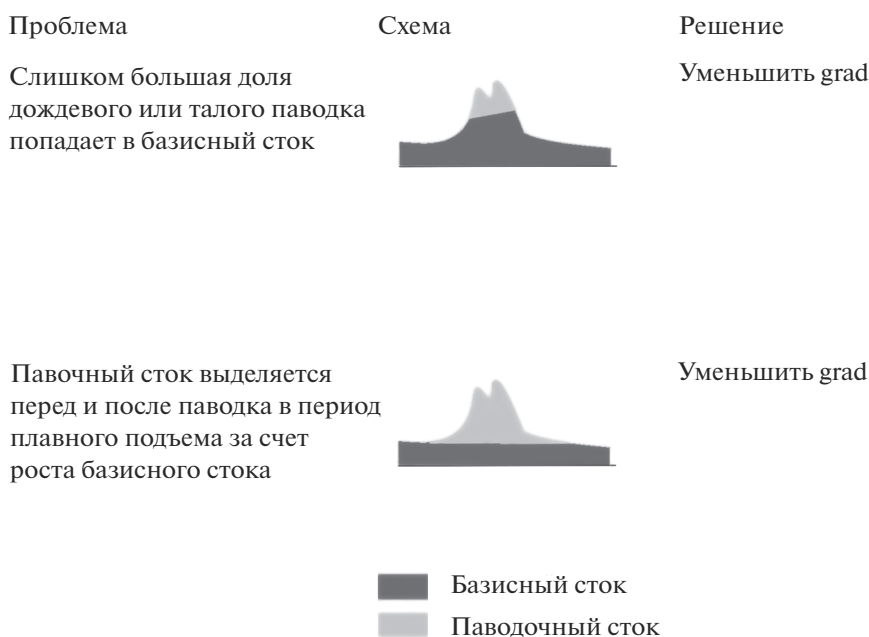 Проблема Схема Решение
Слишком большая доля
дождевого или талого паводка
попадает в базисный сток
Уменьшить grad
Павочный сток выделяется
перед и после паводка в период
плавного подъема за счет
роста базисного стока
Уменьшить grad
Базисный сток
Паводочный сток